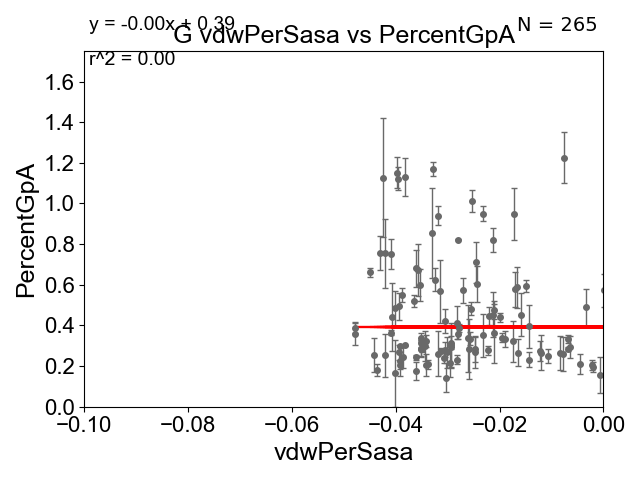 y = -0.00x + 0.39
N = 265
G vdwPerSasa vs PercentGpA
r^2 = 0.00
PercentGpA
1.6
1.4
1.2
1.0
0.8
0.6
0.4
0.2
0.0
−0.10 −0.08 −0.06 −0.04 −0.02 0.00
vdwPerSasa